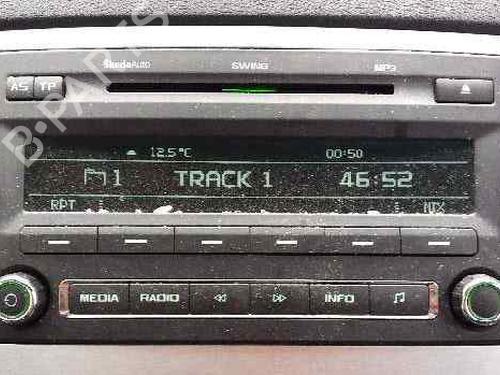 ŠkodaAuto SWING MP3
AS TP
12.5°C 00:50
1 TRACK 1 46:52
RPT MIX
MEDIA RADIO INFO
B-PARTS